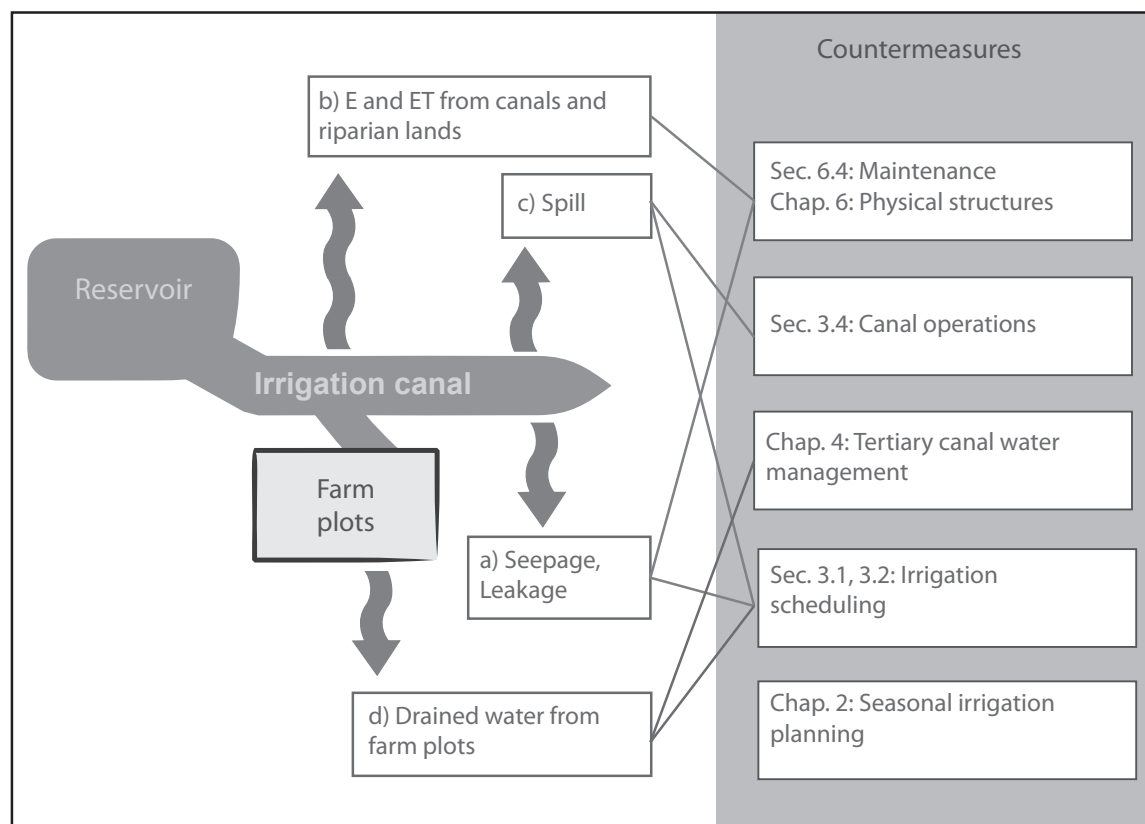 Countermeasures
b) E and ET from canals and
riparian lands
c) Spill
Reservoir
Irrigation canal
Farm
plots
a) Seepage,
Leakage
d) Drained water from
farm plots
Sec. 6.4: Maintenance
Chap. 6: Physical structures
Sec. 3.4: Canal operations
Chap. 4: Tertiary canal water
management
Sec. 3.1, 3.2: Irrigation
scheduling
Chap. 2: Seasonal irrigation
planning